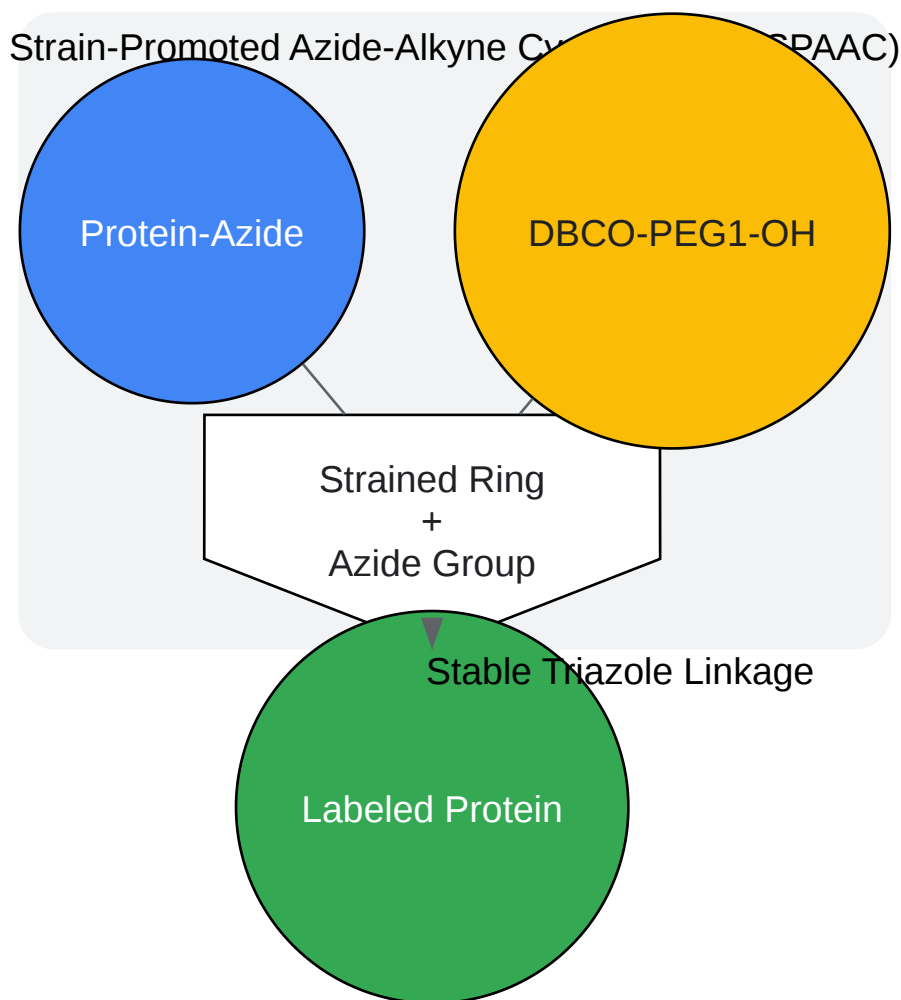 Strain-Promoted Azide-Alkyne Cy SPAAC)
Protein-Azide
DBCO-PEG1-OH
Strained Ring
+
Azide Group
Stable Triazole Linkage
Labeled Protein